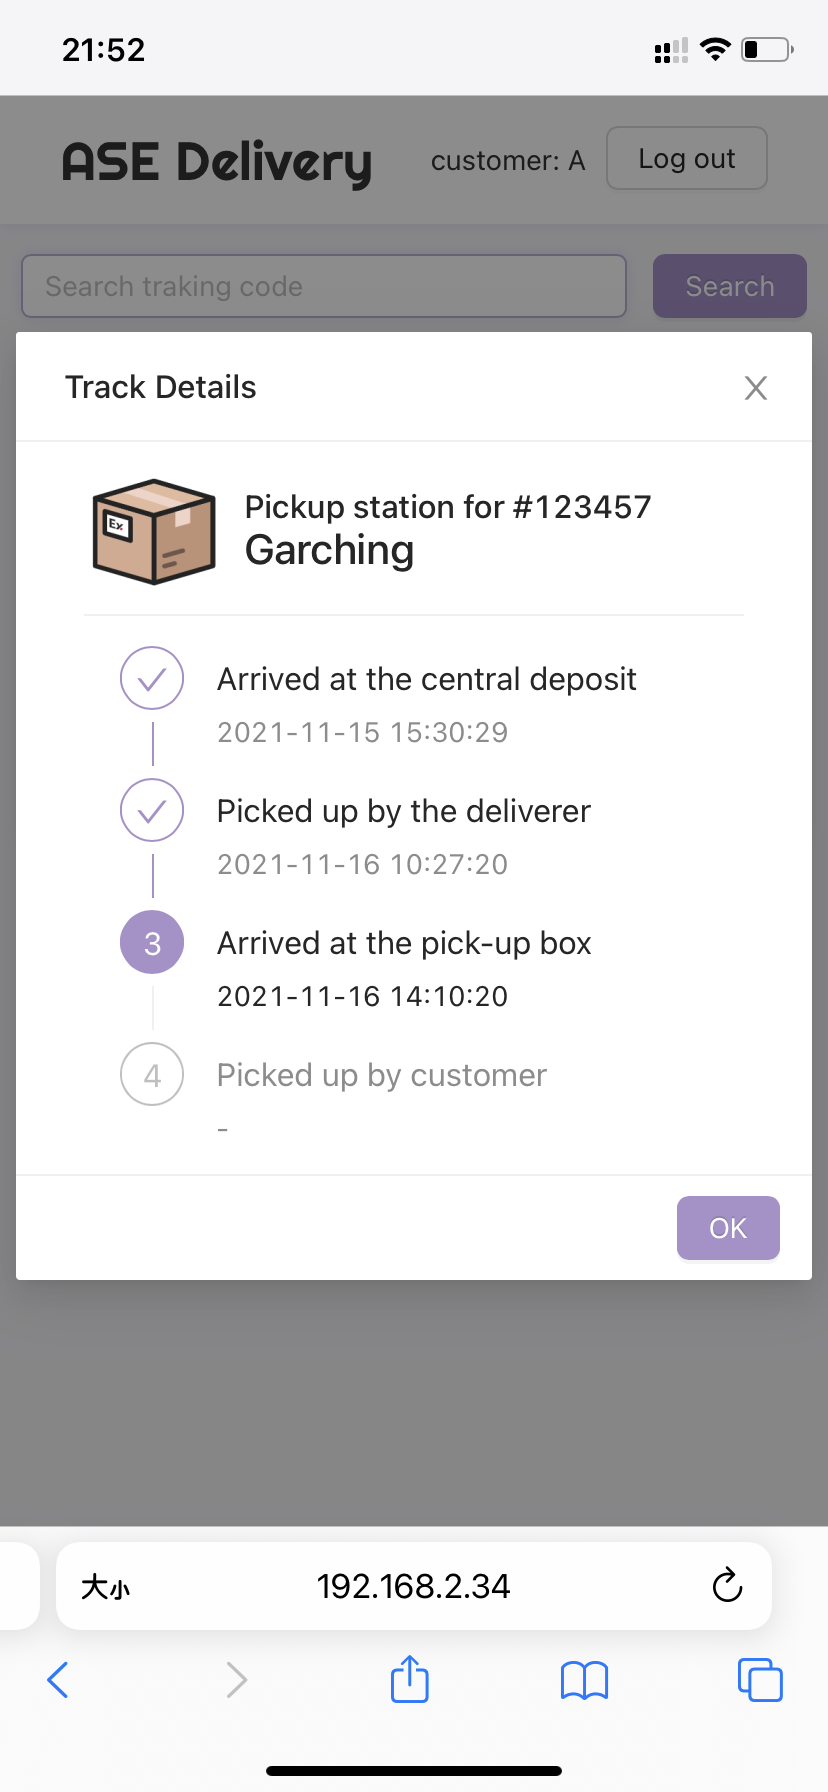 21:52
ASE Delivery
customer: A
Log out
Search traking code
Search
Track Details
Pickup station for #123457
Ex
Garching
Arrived at the central deposit
2021-11-15 15:30:29
Picked up by the deliverer
2021-11-16 10:27:20
3
Arrived at the pick-up box
2021-11-16 14:10:20
4
Picked up by customer
-
OK
大小
192.168.2.34